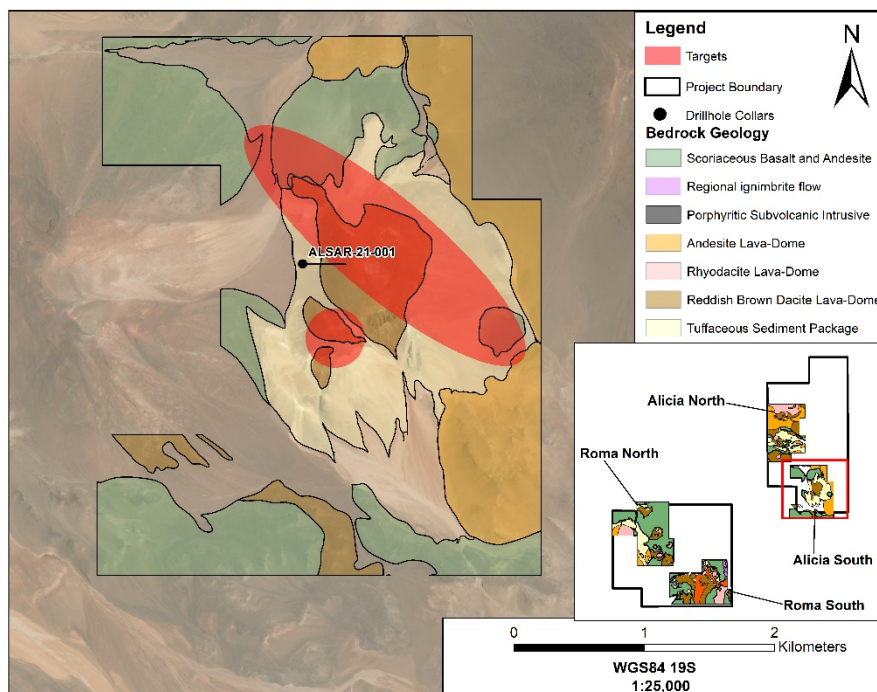 Legend
N
Targets
Project Boundary
Drillhole Collars
Bedrock Geology
Scoriaceous Basalt and Andesite
Regional ignimbrite flow
Porphyritic Subvolcanic Intrusive
Andesite Lava-Dome
Rhyodacite Lava-Dome
Reddish Brown Dacite Lava-Dome
Tuffaceous Sediment Package
ALSAR-21-001
Alicia North
Roma North
Alicia South
Roma South
0 1 2
Kilometers
WGS84 19S
1:25,000